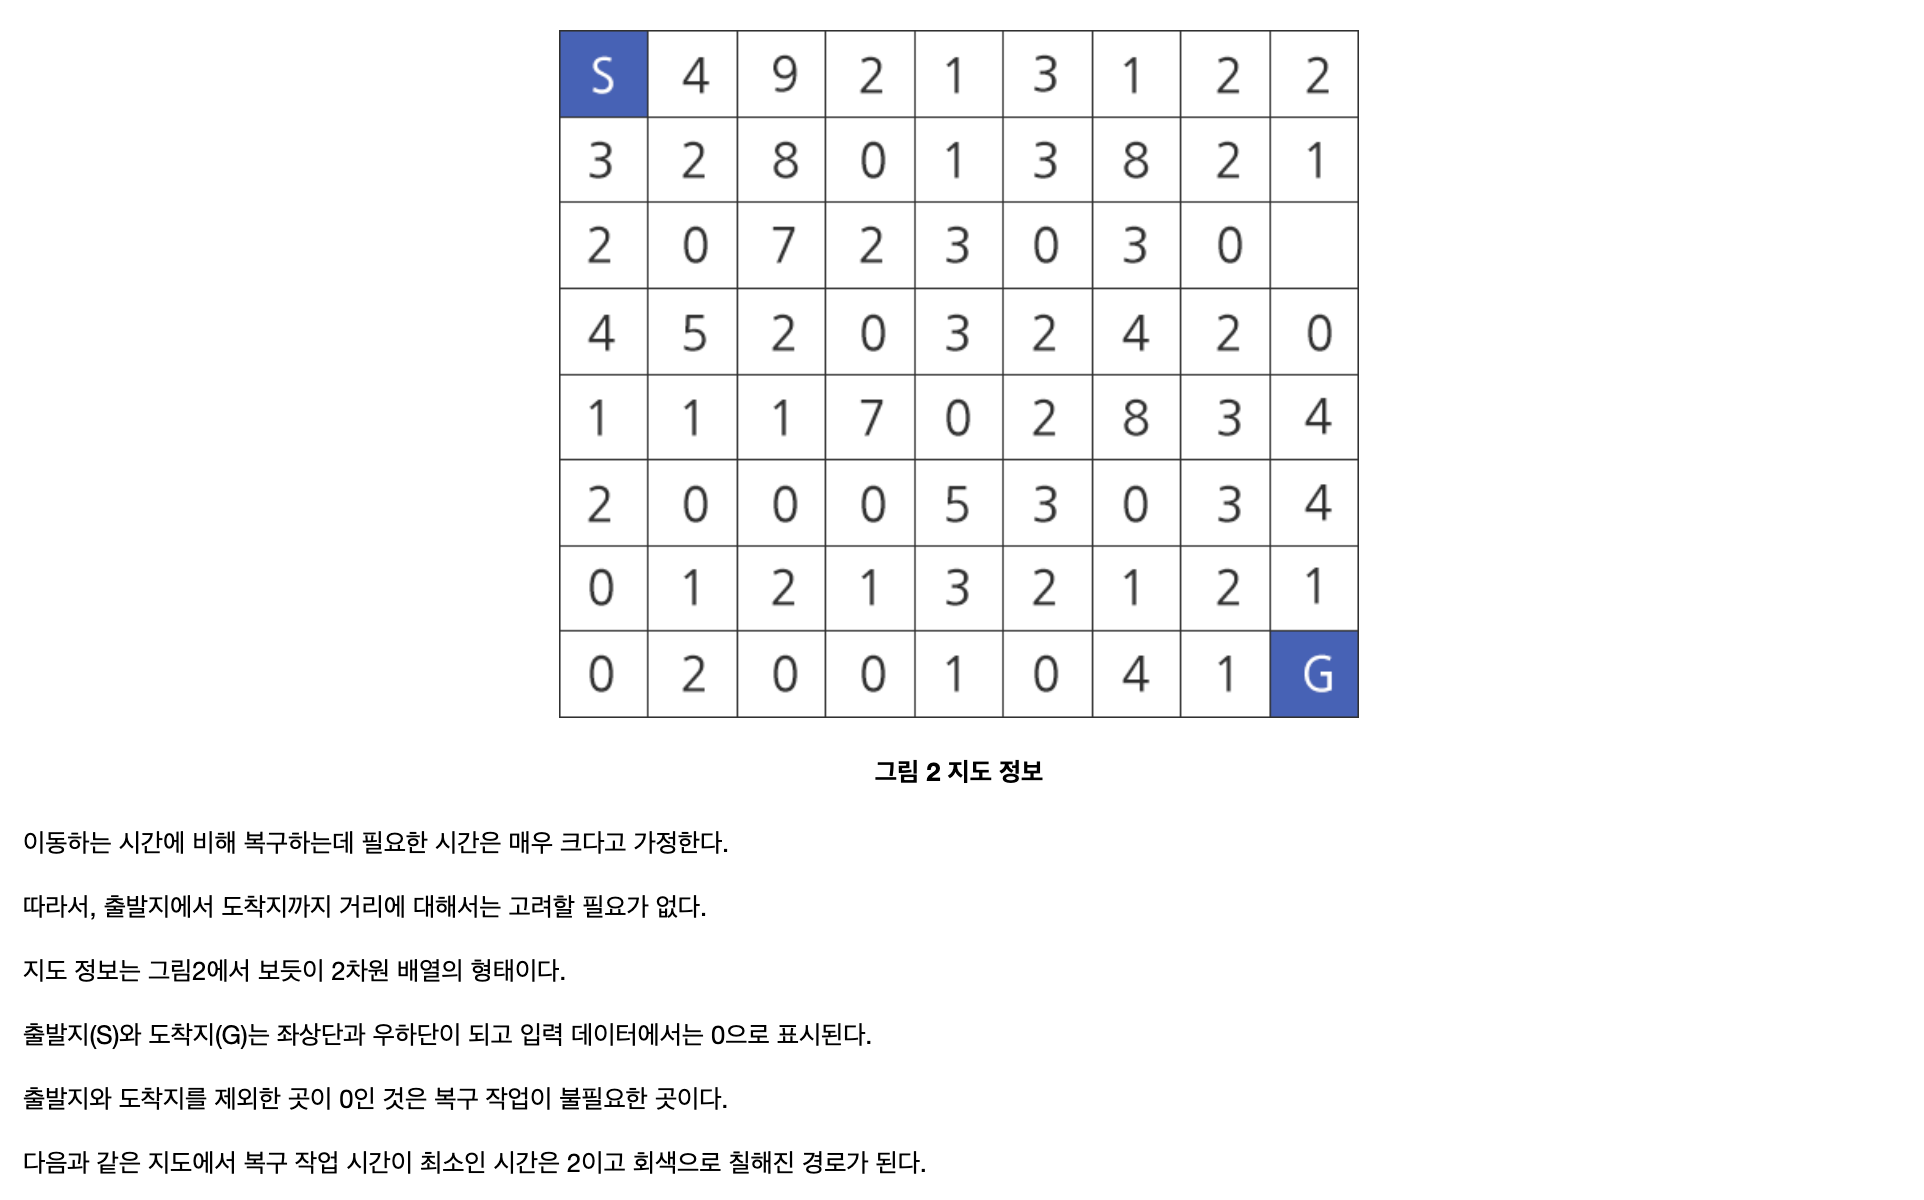 S 4 9 2 1 3 1 2 2
3 2 8 0 1 3 8 2 1
2 0 7 2 3 0 3 0
4 5 2 0 3 2 4 2 0
1 1 1 7 0 2 8 3 4
2 0 0 0 5 3 0 3 4
0 1 2 1 3 2 1 2 1
0 2 0 0 1 0 4 1 G
그림 2 지도 정보
이동하는 시간에 비해 복구하는데 필요한 시간은 매우 크다고 가정한다.
따라서, 출발지에서 도착지까지 거리에 대해서는 고려할 필요가 없다.
지도 정보는 그림2에서 보듯이 2차원 배열의 형태이다.
출발지(S)와 도착지(G)는 좌상단과 우하단이 되고 입력 데이터에서는 0으로 표시된다.
출발지와 도착지를 제외한 곳이 0인 것은 복구 작업이 불필요한 곳이다.
다음과 같은 지도에서 복구 작업 시간이 최소인 시간은 2이고 회색으로 칠해진 경로가 된다.